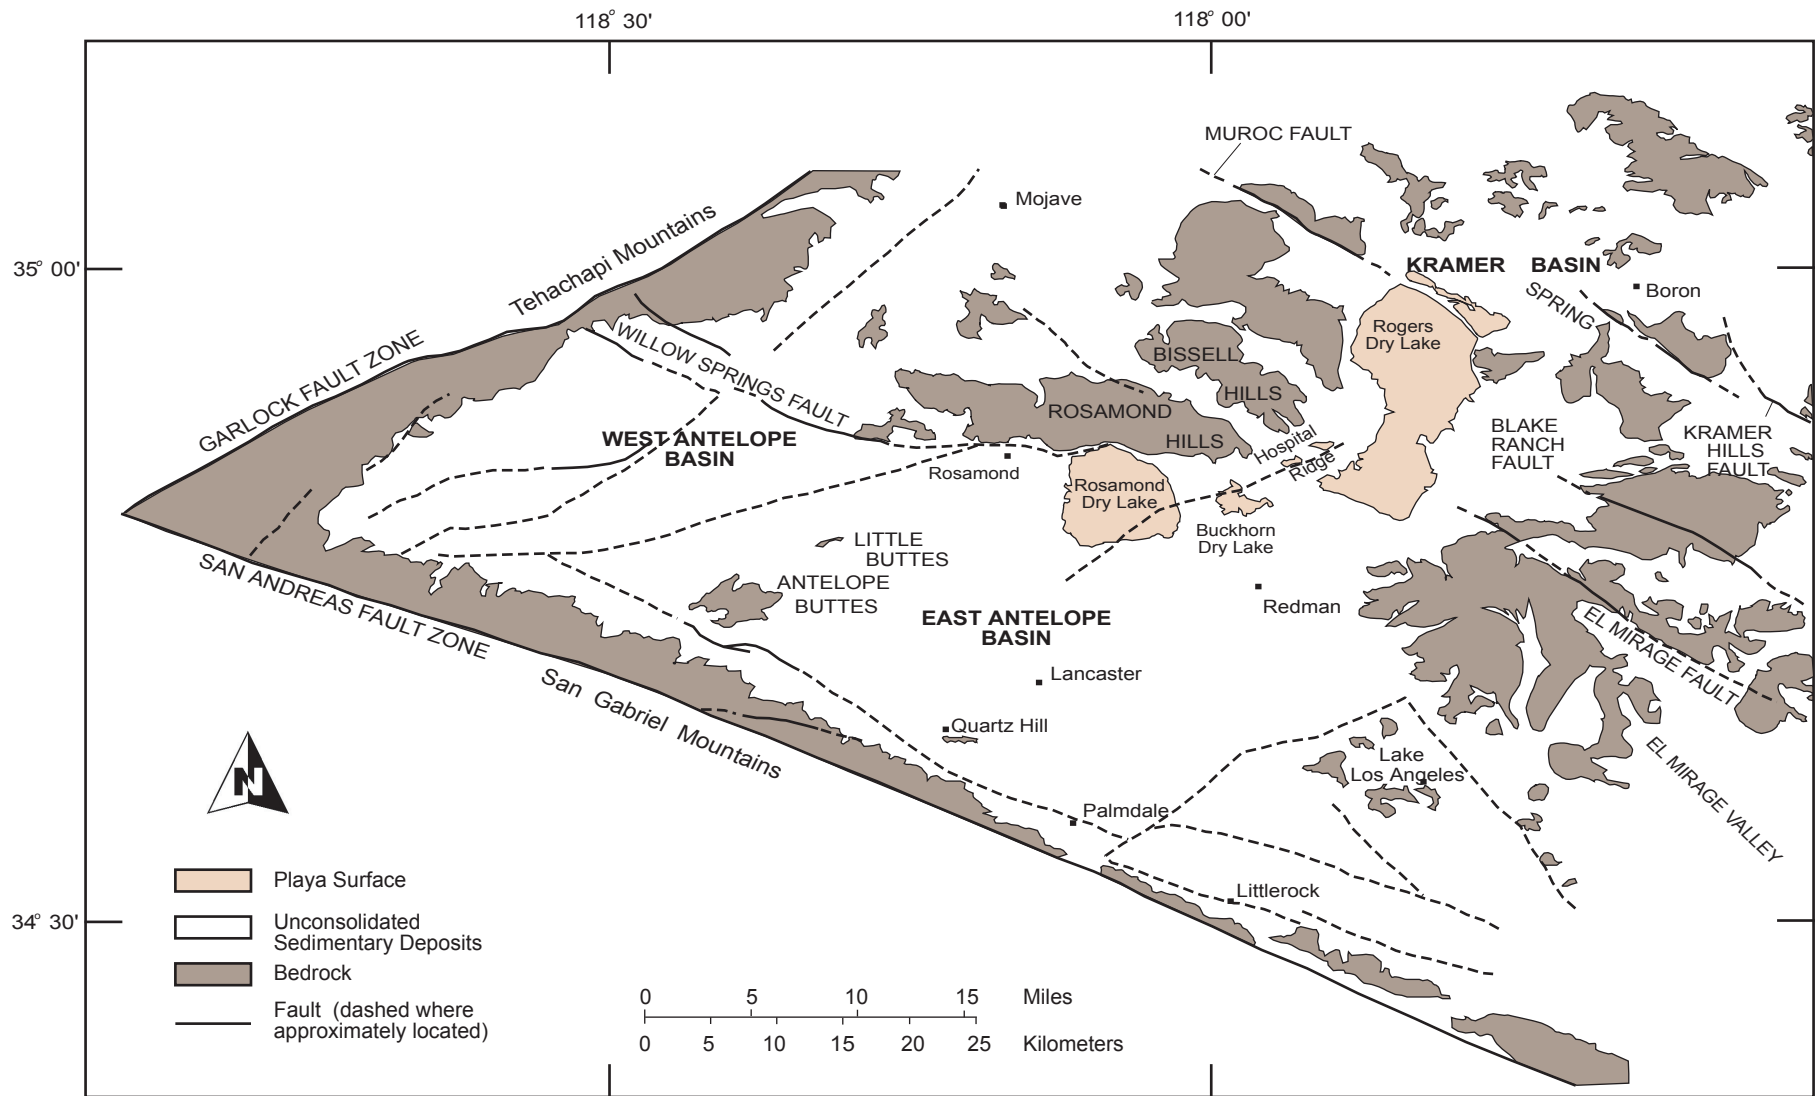 118° 30'
118° 00'
MUROC FAULT
Mojave
Tehachapi Mountains
35° 00'
KRAMER BASIN
SPRING
Boron
GARLOCK FAULT ZONE
WILLOW SPRINGS FAULT
Rogers
Dry Lake
BISSELL
HILLS
ROSAMOND
HILLS
WEST ANTELOPE
BASIN
Hospital
Ridge
BLAKE
RANCH
FAULT
KRAMER
HILLS
FAULT
Rosamond
Rosamond
Dry Lake
Buckhorn
Dry Lake
LITTLE
BUTTES
ANTELOPE
BUTTES
SAN ANDREAS FAULT ZONE
EAST ANTELOPE
BASIN
Redman
EL MIRAGE FAULT
San Gabriel Mountains
Lancaster
Quartz Hill
Lake
Los Angeles
EL MIRAGE VALLEY
N
Palmdale
Littlerock
34° 30'
Playa Surface
Unconsolidated
Sedimentary Deposits
Bedrock
Fault (dashed where
approximately located)
0 5 10 15 Miles
0 5 10 15 20 25 Kilometers